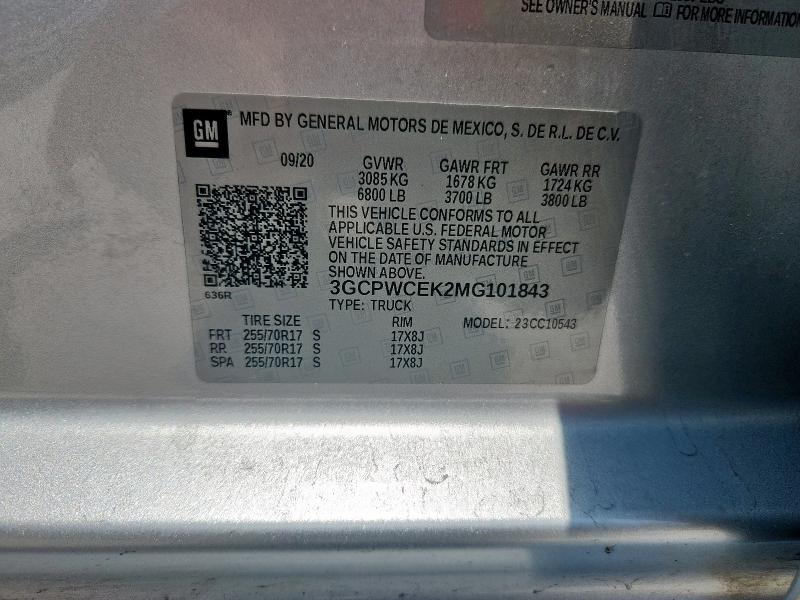 SEE OWNER'S MANUAL FOR MORE INFORMATION
GM
MFD BY GENERAL MOTORS DE MEXICO, S. DE R.L. DE C.V.
09/20 GVWR GAWR FRT GAWR RR
3085 KG 1678 KG 1724 KG
6800 LB 3700 LB 3800 LB
THIS VEHICLE CONFORMS TO ALL
APPLICABLE U.S. FEDERAL MOTOR
VEHICLE SAFETY STANDARDS IN EFFECT
ON THE DATE OF MANUFACTURE
SHOWN ABOVE.
636R
3GCPWCEK2MG101843
TYPE: TRUCK
TIRE SIZE RIM MODEL: 23CC10543
FRT 255/70R17 S 17X8J
RR 255/70R17 S 17X8J
SPA 255/70R17 S 17X8J